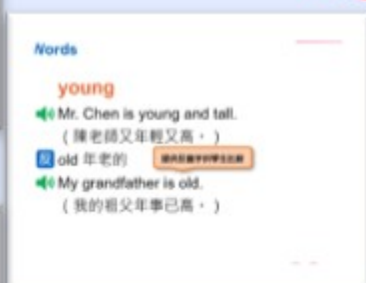 Words
young
Mr. Chen is young and tall.
(陳老師又年輕又高。)
反 old 年老的
My grandfather is old.
(我的祖父年事已高。)